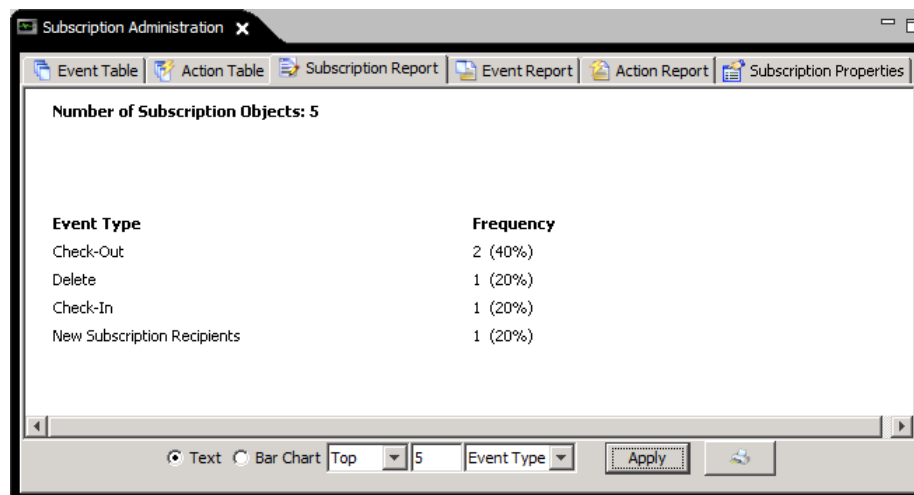 Subscription Administration
Event Table Action Table Subscription Report Event Report Action Report Subscription Properties
Number of Subscription Objects: 5
Event Type Frequency
Check-Out 2 (40%)
Delete 1 (20%)
Check-In 1 (20%)
New Subscription Recipients 1 (20%)
Text Bar Chart Top 5 Event Type Apply